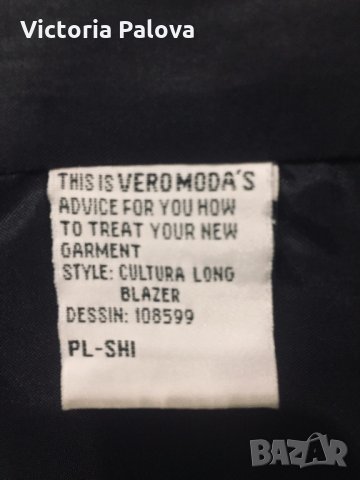 Victoria Palova
THIS IS VERO MODA'S
ADVICE FOR YOU HOW
TO TREAT YOUR NEW
GARMENT
STYLE: CULTURA LONG
BLAZER
DESSIN: 108599
PL-SHI
BAZAR